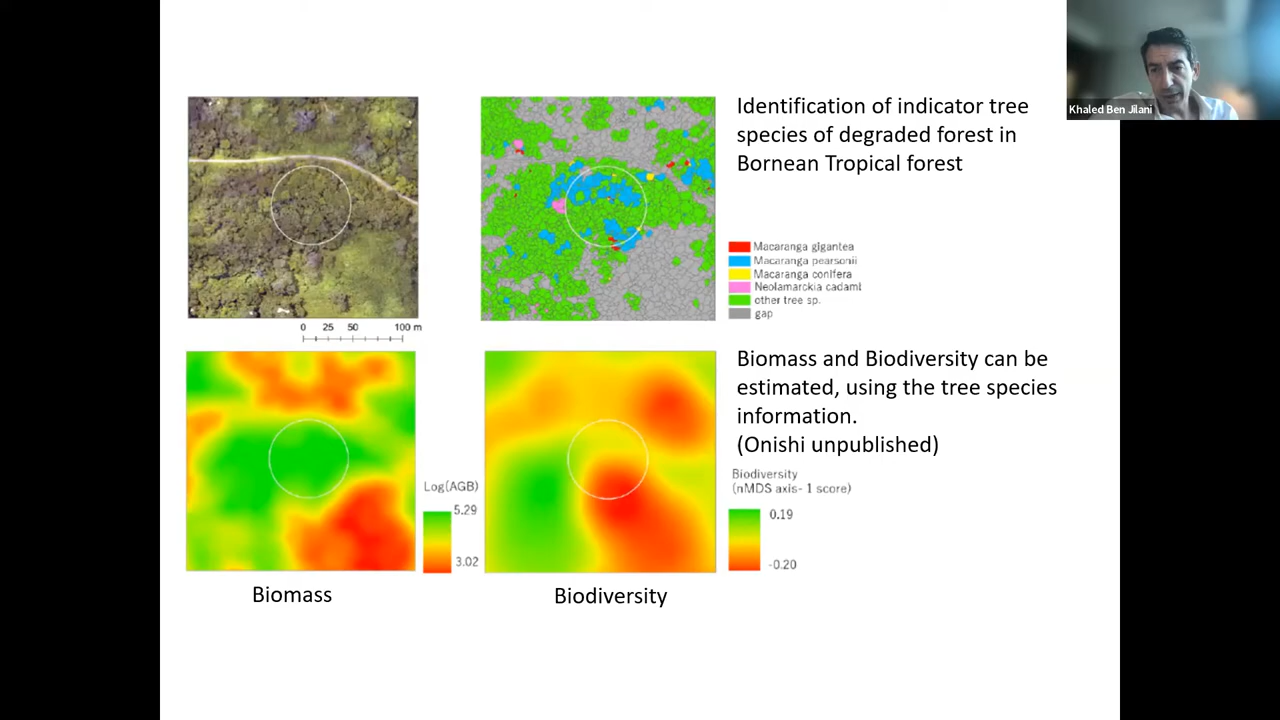 Khaled Ben Jilani
Identification of indicator tree
species of degraded forest in
Bornean Tropical forest
Macaranga gigantea
Macaranga pearsonii
Macaranga conifera
Neolamarckia cadambi
other tree sp.
gap
0 25 50 100 m
Biomass and Biodiversity can be
estimated, using the tree species
information.
(Onishi unpublished)
Log(AGB)
5.29
3.02
Biodiversity
(nMDS axis- 1 score)
0.19
-0.20
Biomass
Biodiversity